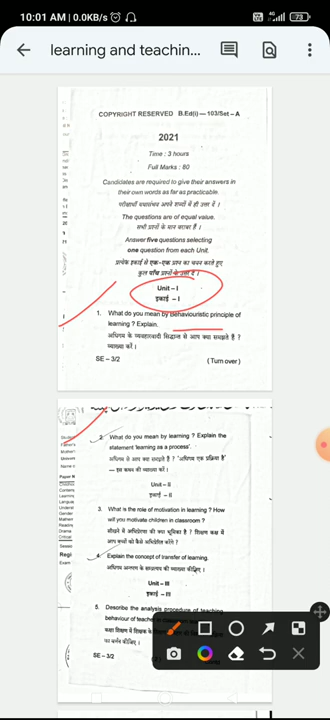 10:01 AM | 0.0KB/s
4G
73
learning and teachin...
COPYRIGHT RESERVED B.Ed(i)—103/Set–A
2021
Time : 3 hours
Full Marks : 80
Candidates are required to give their answers in
their own words as far as practicable.
परीक्षार्थी यथासंभव अपने शब्दों में ही उत्तर दें ।
The questions are of equal value.
सभी प्रश्नों के मान बराबर हैं ।
Answer five questions selecting
one question from each Unit.
प्रत्येक इकाई से एक-एक प्रश्न का चयन करते हुए
कुल पाँच प्रश्नों के उत्तर दें ।
Unit–I
इकाई–I
1. What do you mean by Behaviouristic principle of
learning ? Explain.
अधिगम के व्यवहारवादी सिद्धान्त से आप क्या समझते हैं ?
व्याख्या करें ।
SE–3/2
(Turn over)
2. What do you mean by learning ? Explain the
statement 'learning as a process'.
अधिगम से आप क्या समझते हैं ? 'अधिगम एक प्रक्रिया है'
—इस कथन की व्याख्या करें ।
Unit–II
इकाई–II
3. What is the role of motivation in learning ? How
will you motivate children in classroom ?
सीखने में अभिप्रेरणा की क्या भूमिका है ? शिक्षण कक्ष में
आप बच्चों को कैसे अभिप्रेरित करेंगे ?
4. Explain the concept of transfer of learning.
अधिगम अन्तरण के सम्प्रत्यय की व्याख्या कीजिए ।
Unit–III
इकाई–III
5. Describe the analysis procedure of teaching
behaviour of teacher in
कक्षा शिक्षण में शिक्षक के
का वर्णन कीजिए ।
SE–3/2